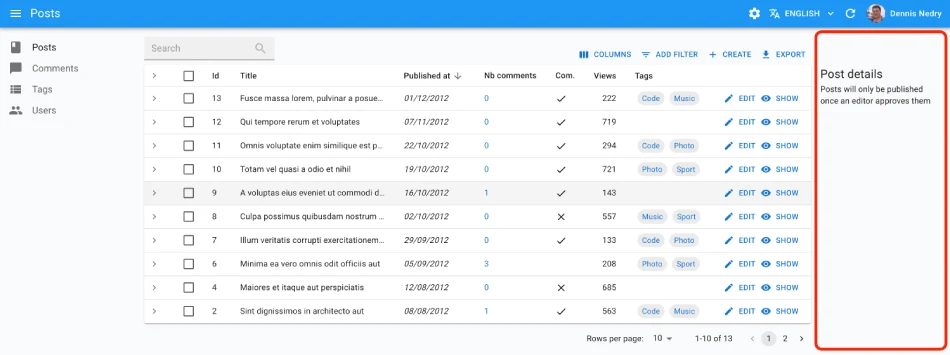 Posts
ENGLISH
Dennis Nedry
Posts
Comments
Tags
Users
Search
COLUMNS ADD FILTER CREATE EXPORT
Id Title Published at Nb comments Com. Views Tags
13 Fusce massa lorem, pulvinar a posue... 01/12/2012 0 222 Code Music EDIT SHOW
12 Qui tempore rerum et voluptates 07/11/2012 0 719 EDIT SHOW
11 Omnis voluptate enim similique est p... 22/10/2012 0 294 Code Photo EDIT SHOW
10 Totam vel quasi a odio et nihil 19/10/2012 0 721 Photo Sport EDIT SHOW
9 A voluptas eius eveniet ut commodi d... 16/10/2012 1 143 EDIT SHOW
8 Culpa possimus quibusdam nostrum ... 02/10/2012 0 557 Music Sport EDIT SHOW
7 Illum veritatis corrupti exercitationem... 29/09/2012 0 133 Code Photo EDIT SHOW
6 Minima ea vero omnis odit officiis aut 05/09/2012 3 208 Photo Sport EDIT SHOW
4 Maiores et itaque aut perspiciatis 12/08/2012 0 685 EDIT SHOW
2 Sint dignissimos in architecto aut 08/08/2012 1 563 Code Music EDIT SHOW
Rows per page: 10 1-10 of 13 1 2
Post details
Posts will only be published
once an editor approves them